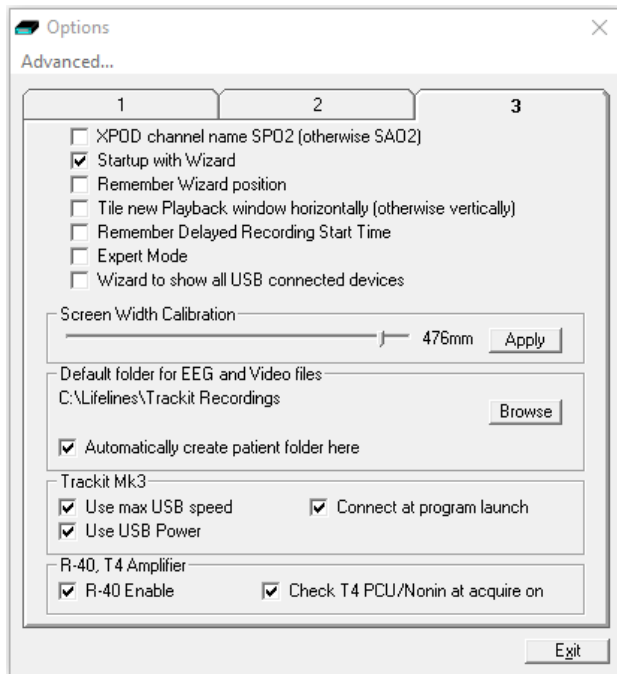 Options
Advanced...
1 2 3
XPOD channel name SPO2 (otherwise SAO2)
Startup with Wizard
Remember Wizard position
Tile new Playback window horizontally (otherwise vertically)
Remember Delayed Recording Start Time
Expert Mode
Wizard to show all USB connected devices
Screen Width Calibration
476mm Apply
Default folder for EEG and Video files
C:\Lifelines\Trackit Recordings
Browse
Automatically create patient folder here
Trackit Mk3
Use max USB speed Connect at program launch
Use USB Power
R-40, T4 Amplifier
R-40 Enable Check T4 PCU/Nonin at acquire on
Exit